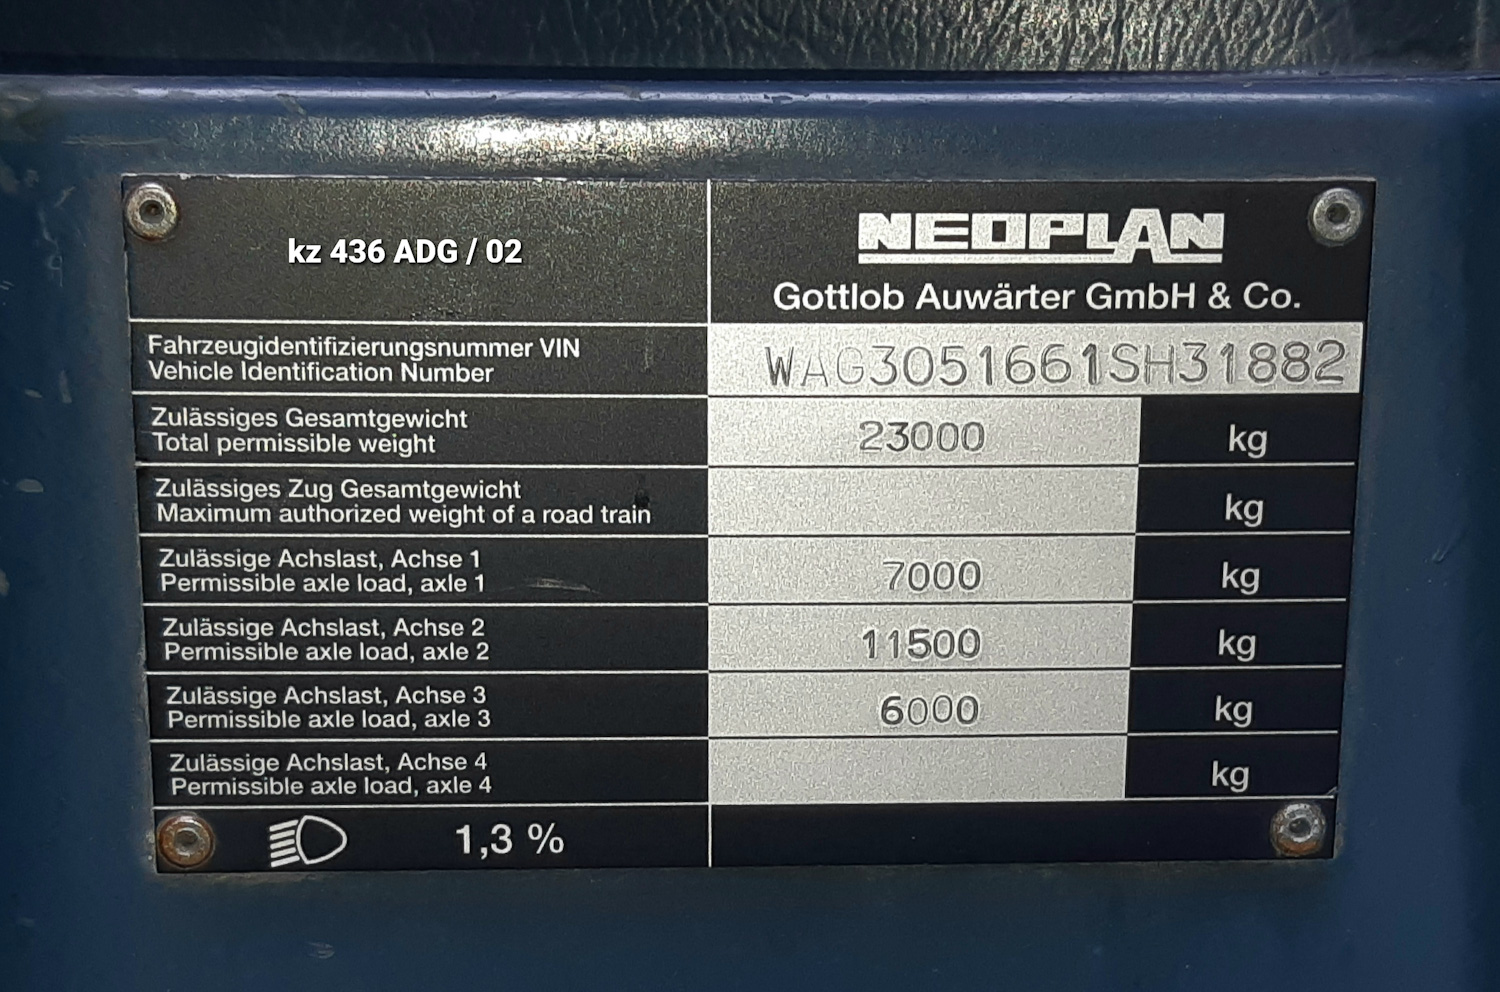 kz 436 ADG / 02
NEOPLAN
Gottlob Auwärter GmbH & Co.
Fahrzeugidentifizierungsnummer VIN
Vehicle Identification Number
WAG3051661SH31882
Zulässiges Gesamtgewicht
Total permissible weight
23000 kg
Zulässiges Zug Gesamtgewicht
Maximum authorized weight of a road train
kg
Zulässige Achslast, Achse 1
Permissible axle load, axle 1
7000 kg
Zulässige Achslast, Achse 2
Permissible axle load, axle 2
11500 kg
Zulässige Achslast, Achse 3
Permissible axle load, axle 3
6000 kg
Zulässige Achslast, Achse 4
Permissible axle load, axle 4
kg
1,3 %